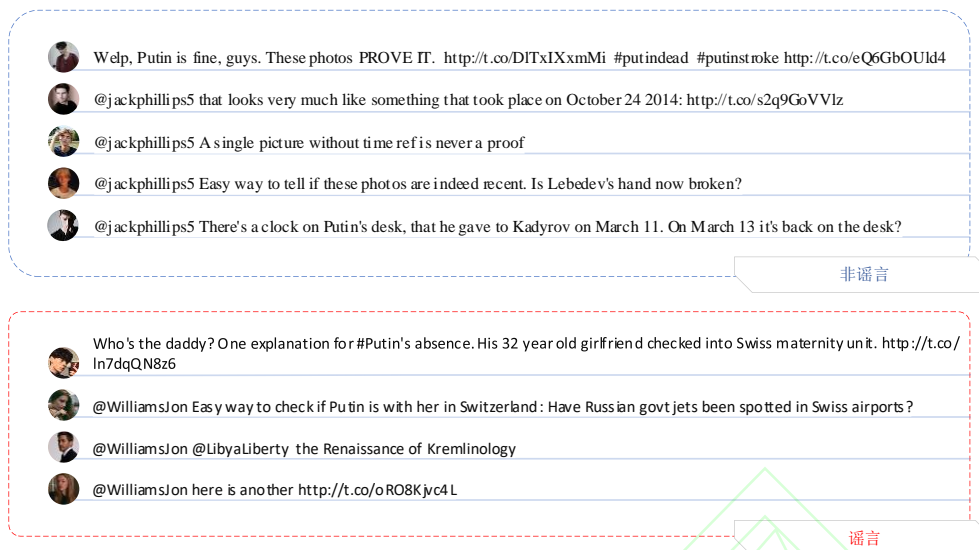 Welp, Putin is fine, guys. These photos PROVE IT. http://t.co/DlTxIXxmMi #putindead #putinstroke http://t.co/eQ6GbOUld4
@jackphillips5 that looks very much like something that took place on October 24 2014: http://t.co/s2q9GoVVlz
@jackphillips5 A single picture without time ref is never a proof
@jackphillips5 Easy way to tell if these photos are indeed recent. Is Lebedev's hand now broken?
@jackphillips5 There's a clock on Putin's desk, that he gave to Kadyrov on March 11. On March 13 it's back on the desk?
非谣言
Who's the daddy? One explanation for #Putin's absence. His 32 year old girlfriend checked into Swiss maternity unit. http://t.co/
ln7dqQN8z6
@WilliamsJon Easy way to check if Putin is with her in Switzerland: Have Russian govt jets been spotted in Swiss airports?
@WilliamsJon @LibyaLiberty the Renaissance of Kremlinology
@WilliamsJon here is another http://t.co/oRO8Kjvc4L
谣言